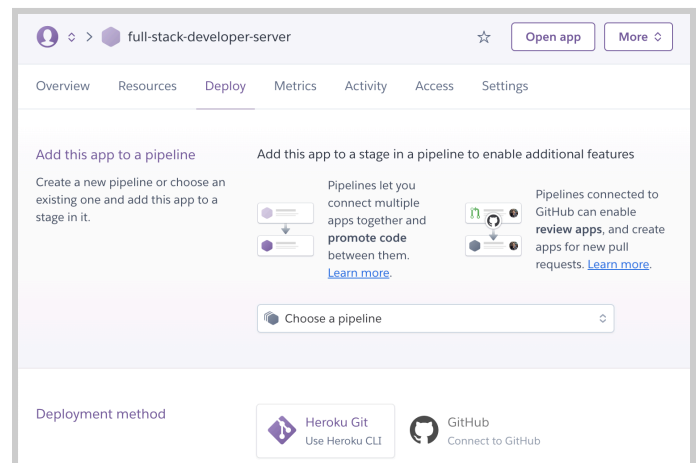 > full-stack-developer-server
Open app
More
Overview Resources Deploy Metrics Activity Access Settings
Add this app to a pipeline
Create a new pipeline or choose an
existing one and add this app to a
stage in it.
Add this app to a stage in a pipeline to enable additional features
Pipelines let you
connect multiple
apps together and
promote code
between them.
Learn more.
Pipelines connected to
GitHub can enable
review apps, and create
apps for new pull
requests. Learn more.
Choose a pipeline
Deployment method
Heroku Git
Use Heroku CLI
GitHub
Connect to GitHub